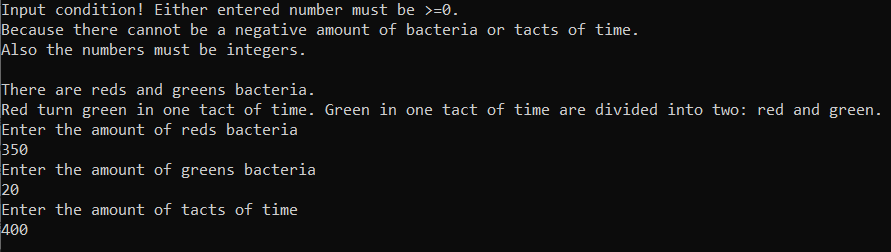 Input condition! Either entered number must be >=0.
Because there cannot be a negative amount of bacteria or tacts of time.
Also the numbers must be integers.
There are reds and greens bacteria.
Red turn green in one tact of time. Green in one tact of time are divided into two: red and green.
Enter the amount of reds bacteria
350
Enter the amount of greens bacteria
20
Enter the amount of tacts of time
400